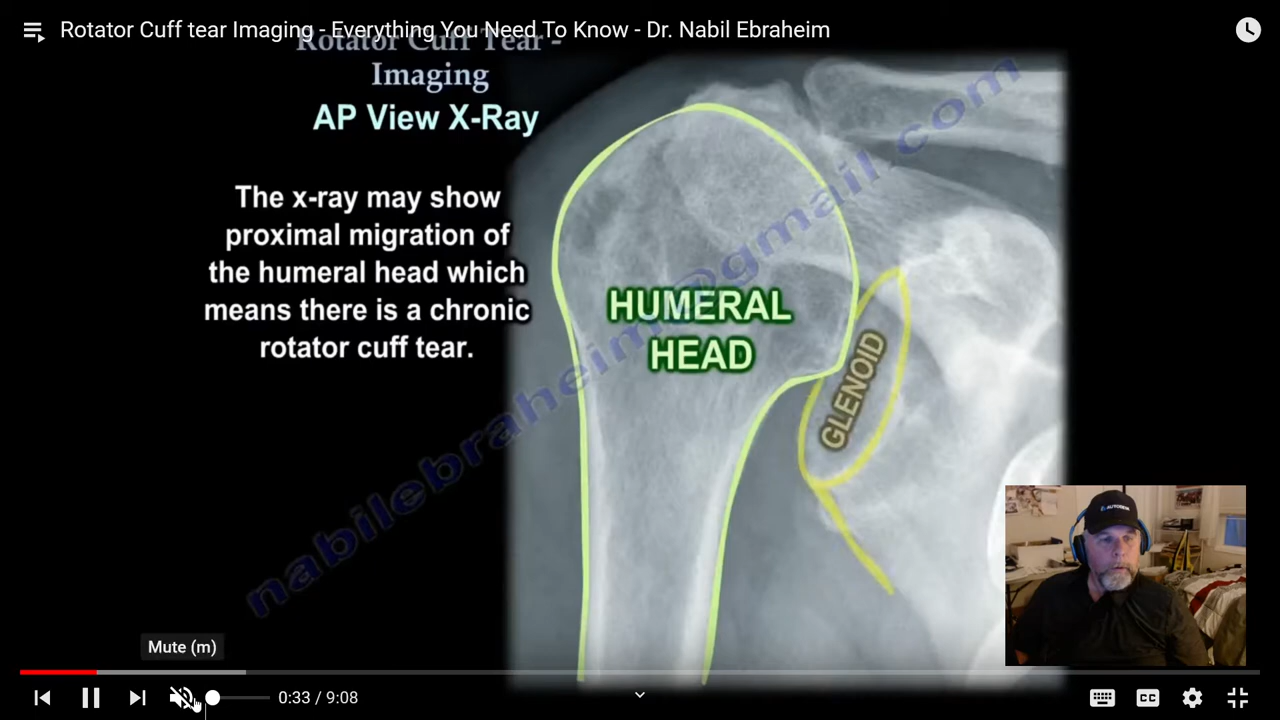 Rotator Cuff tear Imaging - Everything You Need To Know - Dr. Nabil Ebraheim
Rotator Cuff Tear -
Imaging
AP View X-Ray
The x-ray may show
proximal migration of
the humeral head which
means there is a chronic
rotator cuff tear.
HUMERAL
HEAD
GLENOID
nabilebraheim@gmail.com
AUTODESK
Mute (m)
0:33 / 9:08
CC